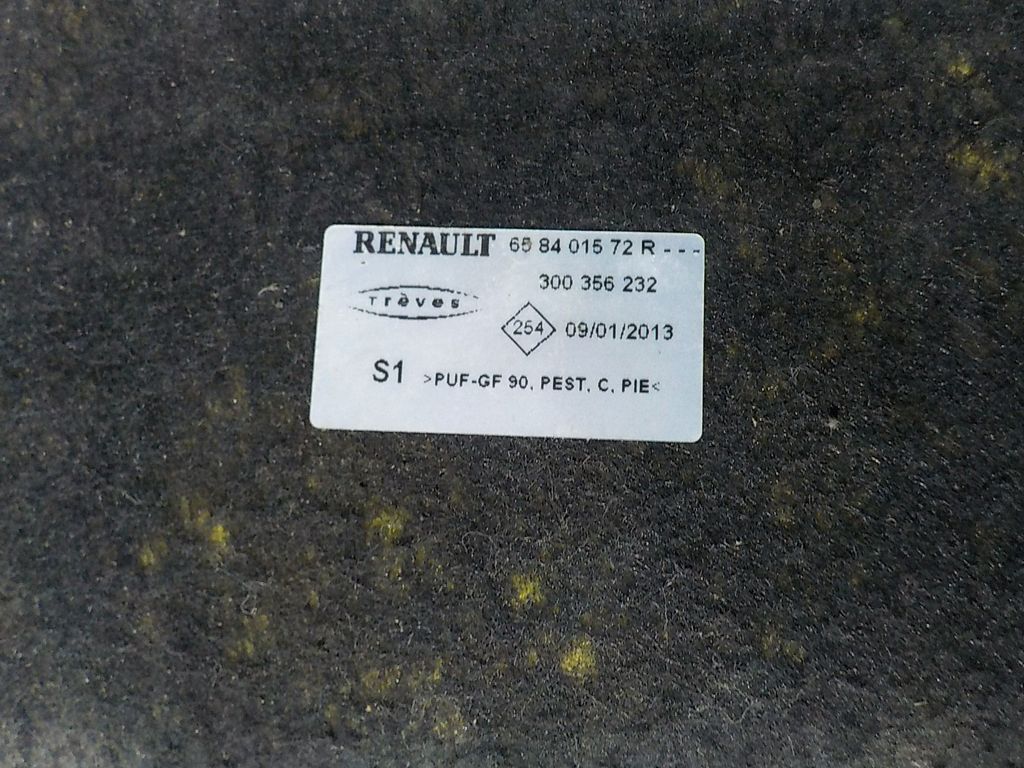 RENAULT 65 84 015 72 R - - -
300 356 232
Trèves
254 09/01/2013
S1 >PUF-GF 90, PEST, C, PIE<